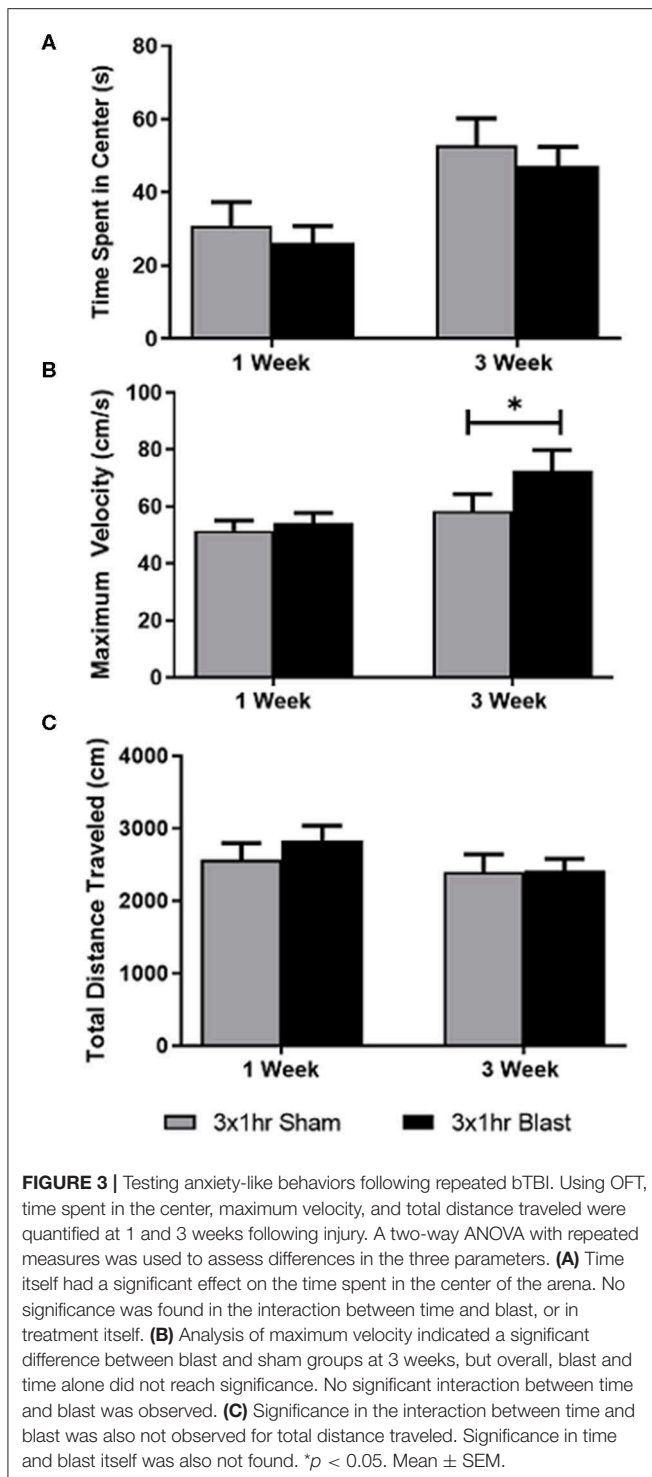 A
80
60
40
20
0
Time Spent in Center (s)
1 Week 3 Week
B
100
80
60
40
20
0
Maximum Velocity (cm/s)
*
1 Week 3 Week
C
4000
3000
2000
1000
0
Total Distance Traveled (cm)
1 Week 3 Week
3x1hr Sham 3x1hr Blast
FIGURE 3 | Testing anxiety-like behaviors following repeated bTBI. Using OFT,
time spent in the center, maximum velocity, and total distance traveled were
quantified at 1 and 3 weeks following injury. A two-way ANOVA with repeated
measures was used to assess differences in the three parameters. (A) Time
itself had a significant effect on the time spent in the center of the arena. No
significance was found in the interaction between time and blast, or in
treatment itself. (B) Analysis of maximum velocity indicated a significant
difference between blast and sham groups at 3 weeks, but overall, blast and
time alone did not reach significance. No significant interaction between time
and blast was observed. (C) Significance in the interaction between time and
blast was also not observed for total distance traveled. Significance in time
and blast itself was also not found. *p < 0.05. Mean ± SEM.